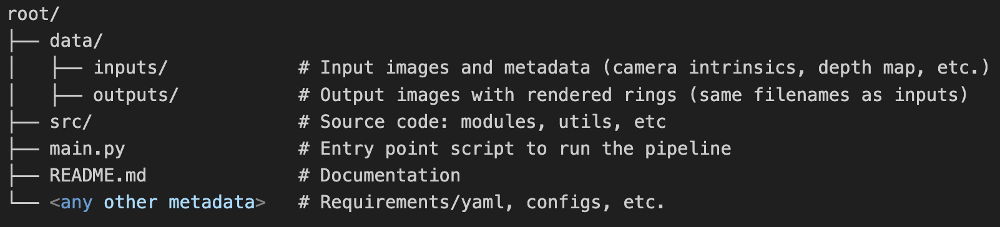 root/
├── data/
│   ├── inputs/            # Input images and metadata (camera intrinsics, depth map, etc.)
│   ├── outputs/           # Output images with rendered rings (same filenames as inputs)
├── src/                   # Source code: modules, utils, etc
├── main.py                # Entry point script to run the pipeline
├── README.md              # Documentation
└── <any other metadata>   # Requirements/yaml, configs, etc.